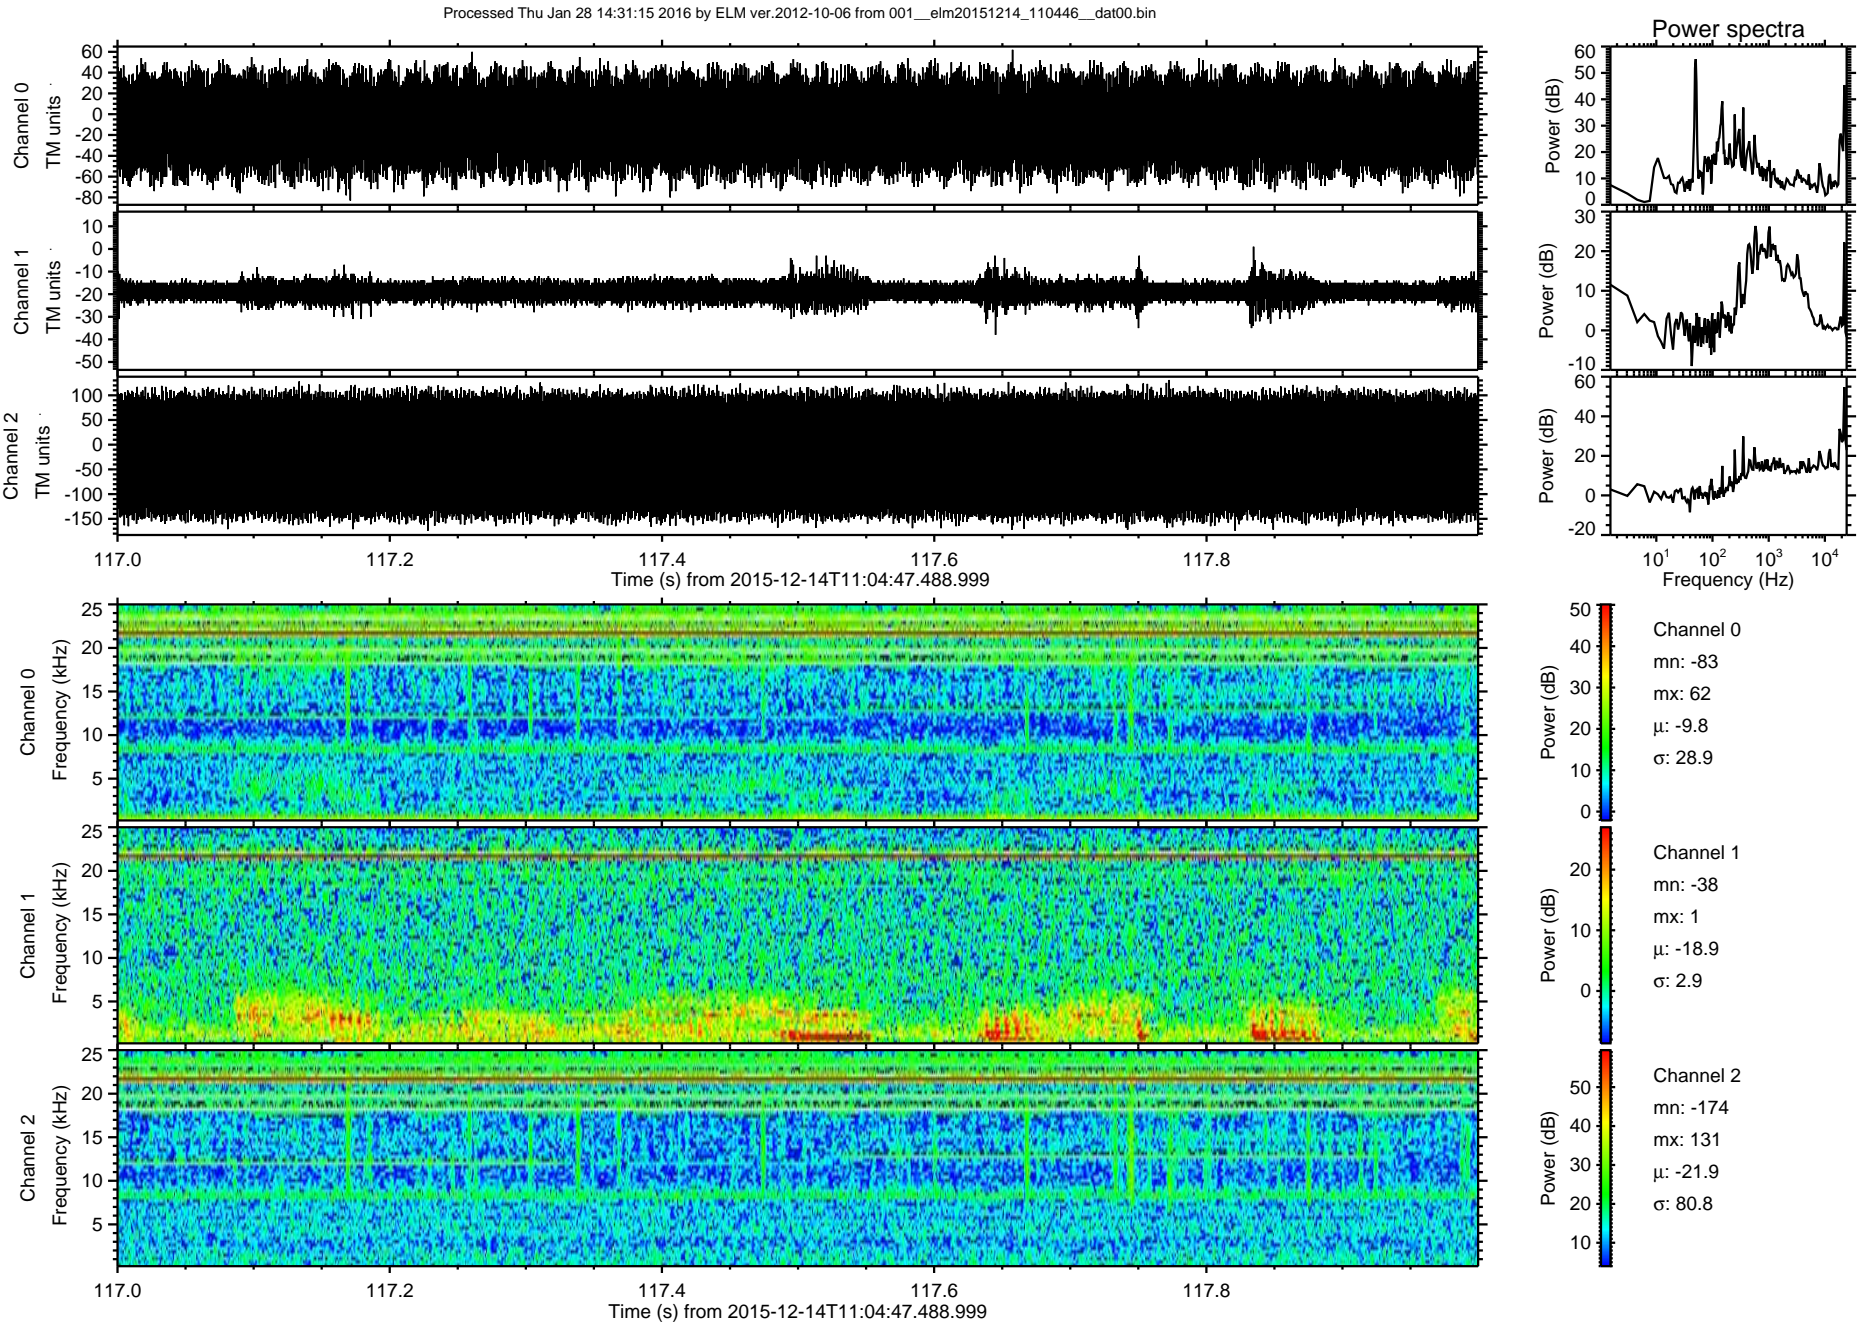 Processed Thu Jan 28 14:31:15 2016 by ELM ver.2012-10-06 from 001__elm20151214_110446__dat00.bin
Power spectra
Channel 0
TM units
60
40
20
0
-20
-40
-60
-80
Power (dB)
60
50
40
30
20
10
0
Channel 1
TM units
10
0
-10
-20
-30
-40
-50
Power (dB)
30
20
10
0
-10
Channel 2
TM units
100
50
0
-50
-100
-150
Power (dB)
60
40
20
0
-20
117.0 117.2 117.4 117.6 117.8
Time (s) from 2015-12-14T11:04:47.488.999
10¹ 10² 10³ 10⁴
Frequency (Hz)
Channel 0
Frequency (kHz)
25
20
15
10
5
Power (dB)
50
40
30
20
10
0
Channel 0
mn: -83
mx: 62
μ: -9.8
σ: 28.9
Channel 1
Frequency (kHz)
25
20
15
10
5
Power (dB)
20
10
0
Channel 1
mn: -38
mx: 1
μ: -18.9
σ: 2.9
Channel 2
Frequency (kHz)
25
20
15
10
5
Power (dB)
50
40
30
20
10
Channel 2
mn: -174
mx: 131
μ: -21.9
σ: 80.8
117.0 117.2 117.4 117.6 117.8
Time (s) from 2015-12-14T11:04:47.488.999